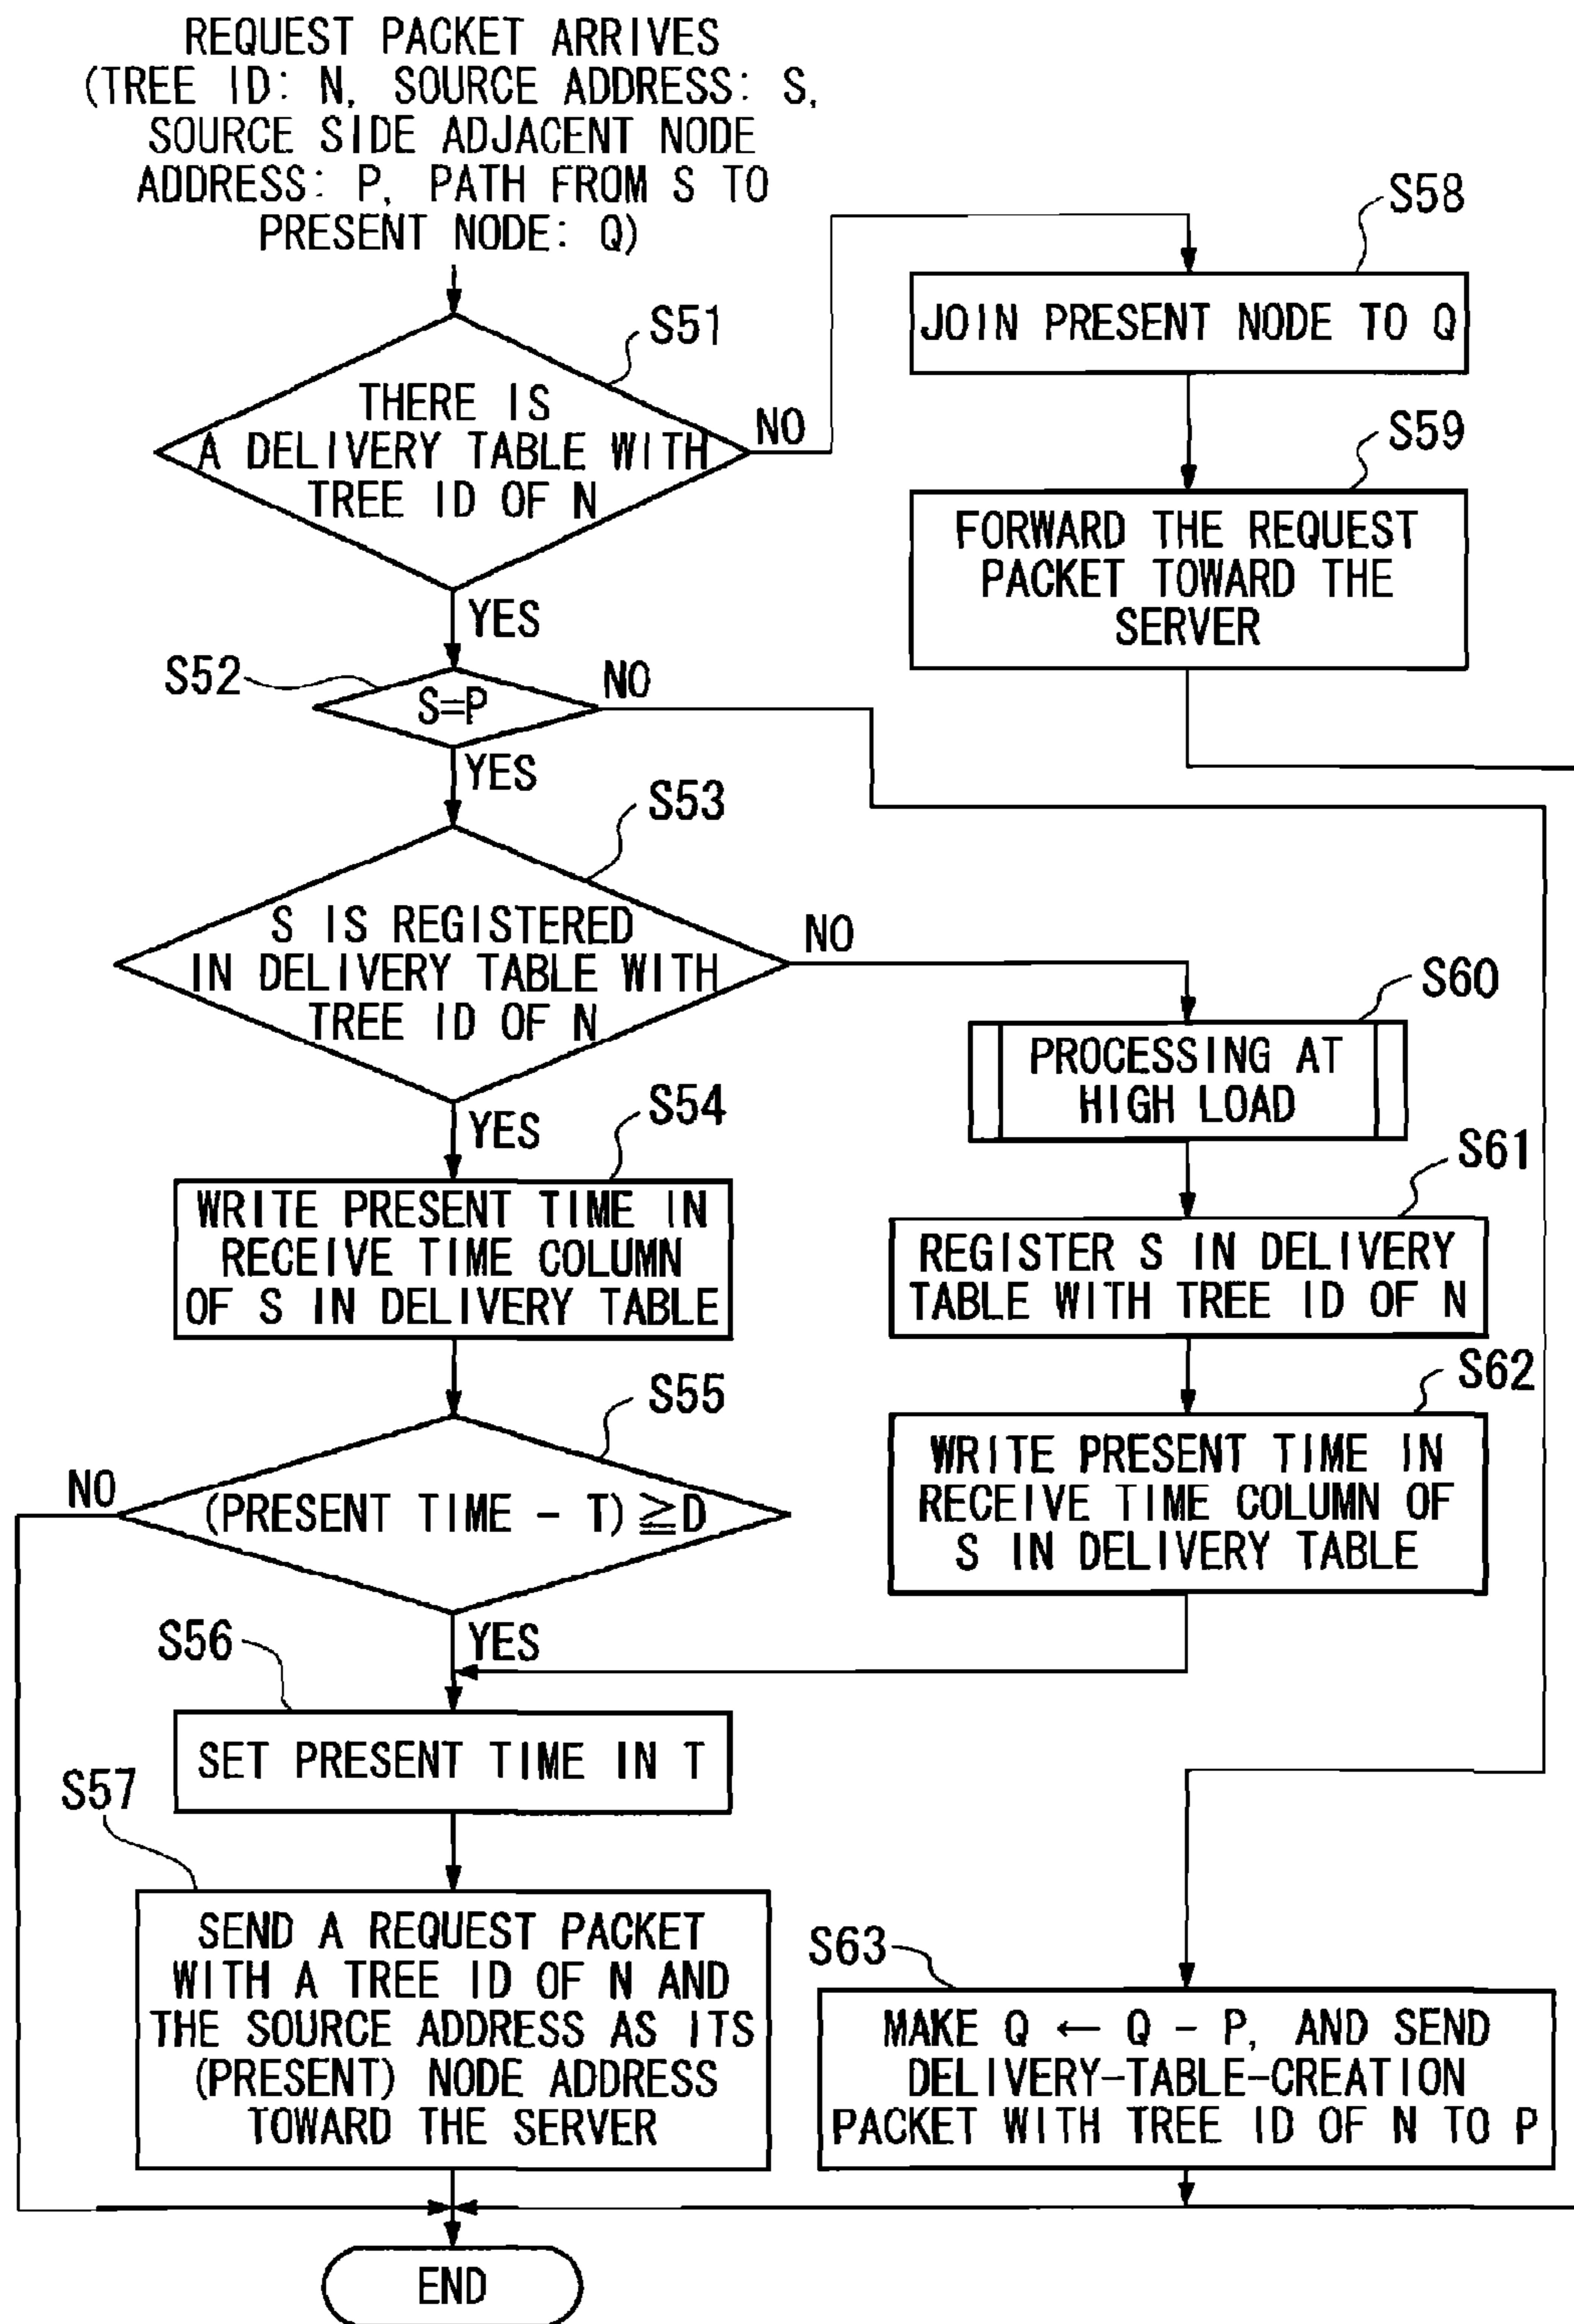 REQUEST PACKET ARRIVES
(TREE ID: N, SOURCE ADDRESS: S,
SOURCE SIDE ADJACENT NODE
ADDRESS: P, PATH FROM S TO
PRESENT NODE: Q)
S51
THERE IS
A DELIVERY TABLE WITH
TREE ID OF N
NO
YES
S58
JOIN PRESENT NODE TO Q
S59
FORWARD THE REQUEST
PACKET TOWARD THE
SERVER
S52
S=P
NO
YES
S53
S IS REGISTERED
IN DELIVERY TABLE WITH
TREE ID OF N
NO
YES
S60
PROCESSING AT
HIGH LOAD
S54
WRITE PRESENT TIME IN
RECEIVE TIME COLUMN
OF S IN DELIVERY TABLE
S61
REGISTER S IN DELIVERY
TABLE WITH TREE ID OF N
S55
(PRESENT TIME - T) ≧D
NO
YES
S62
WRITE PRESENT TIME IN
RECEIVE TIME COLUMN OF
S IN DELIVERY TABLE
S56
SET PRESENT TIME IN T
S57
SEND A REQUEST PACKET
WITH A TREE ID OF N AND
THE SOURCE ADDRESS AS ITS
(PRESENT) NODE ADDRESS
TOWARD THE SERVER
S63
MAKE Q ← Q - P, AND SEND
DELIVERY-TABLE-CREATION
PACKET WITH TREE ID OF N TO P
END